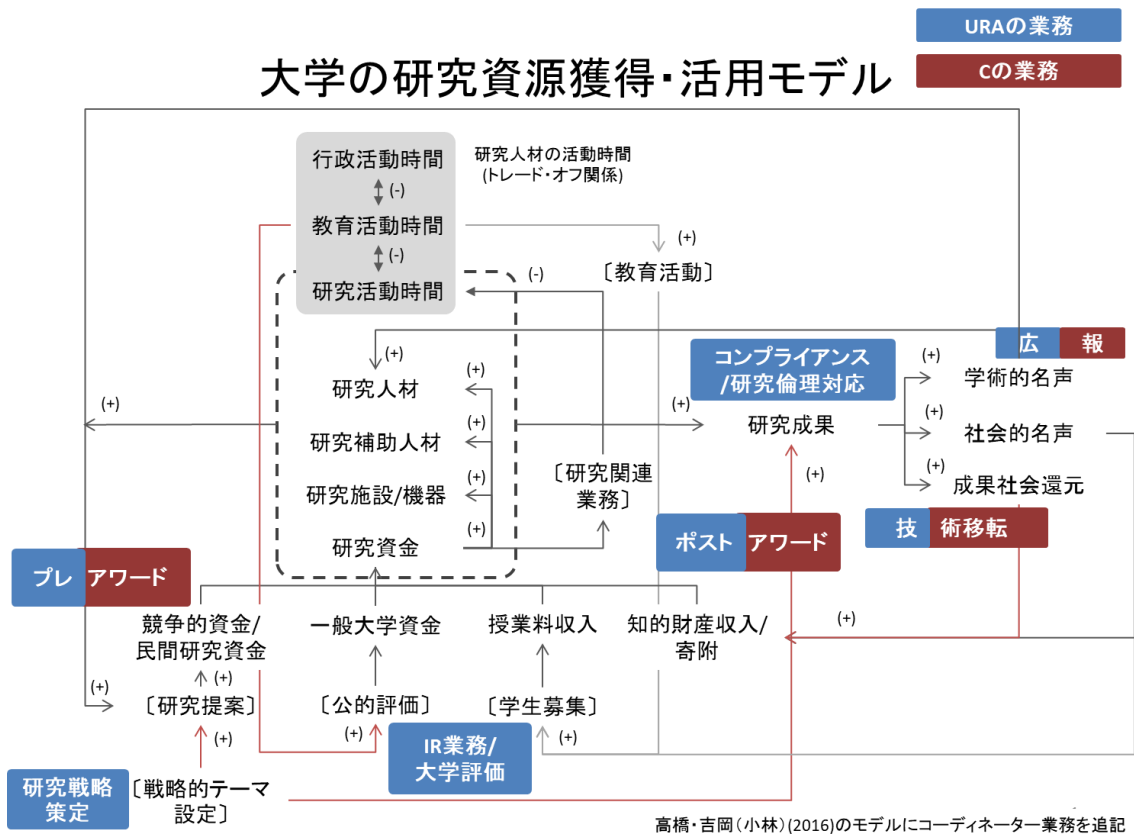 URAの業務
Cの業務
大学の研究資源獲得・活用モデル
行政活動時間
(-)
教育活動時間
(-)
研究活動時間
研究人材の活動時間
(トレード・オフ関係)
(+)
〔教育活動〕
(-)
(+)
研究人材
(+)
研究補助人材
(+)
研究施設/機器
(+)
研究資金
(+)
(+)
(+)
〔研究関連
業務〕
コンプライアンス
/研究倫理対応
研究成果
(+)
広 報
(+)
学術的名声
(+)
社会的名声
(+)
成果社会還元
技 術移転
ポスト アワード
プレ アワード
競争的資金/
民間研究資金
一般大学資金
授業料収入
知的財産収入/
寄附
(+)
(+)
(+)
〔研究提案〕
〔公的評価〕
〔学生募集〕
(+)
(+)
(+)
IR業務/
大学評価
研究戦略
策定
〔戦略的テーマ
設定〕
高橋・吉岡(小林)(2016)のモデルにコーディネーター業務を追記